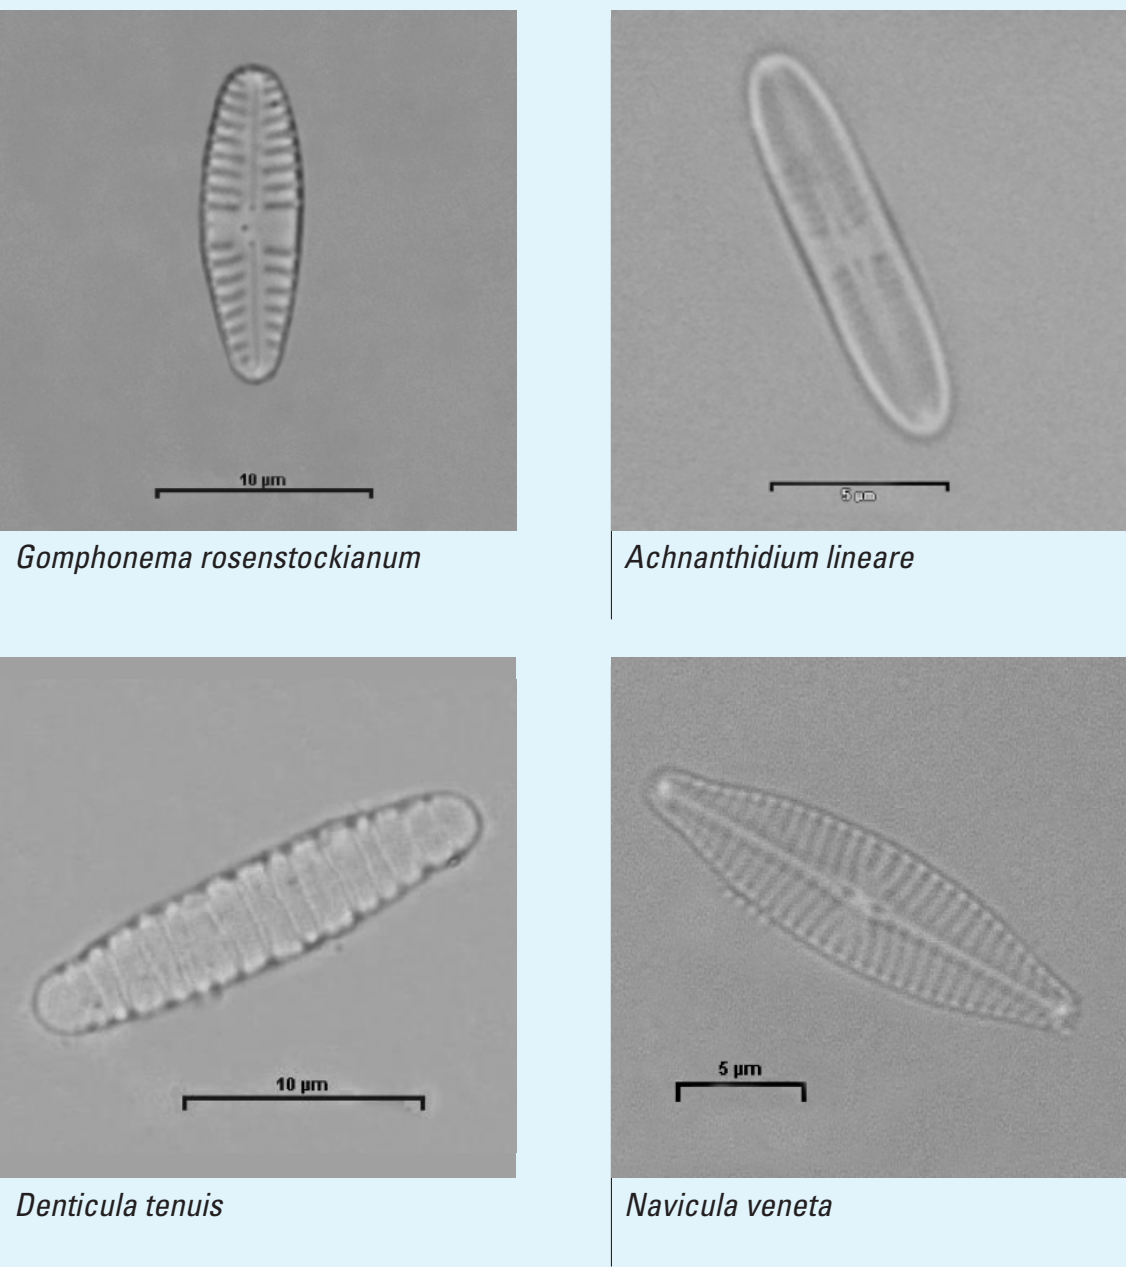 10 µm
5 µm
Gomphonema rosenstockianum
Achnanthidium lineare
10 µm
5 µm
Denticula tenuis
Navicula veneta